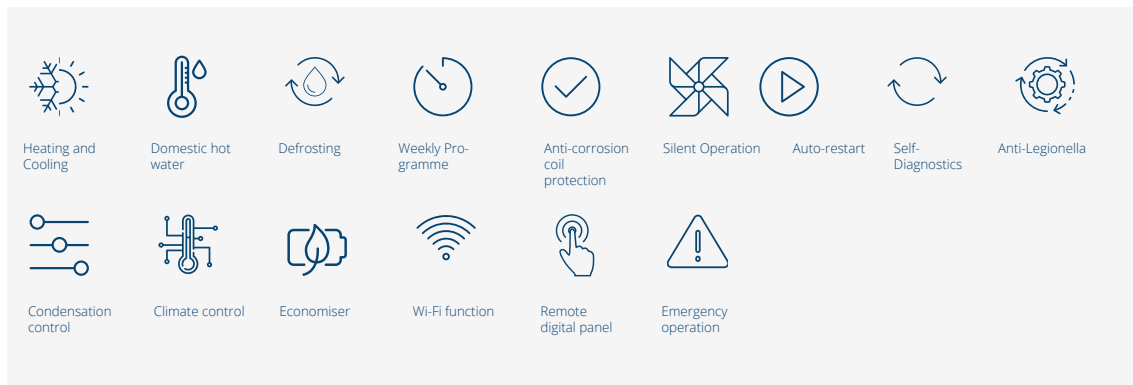 Heating and
Cooling
Domestic hot
water
Defrosting
Weekly Pro-
gramme
Anti-corrosion
coil
protection
Silent Operation
Auto-restart
Self-
Diagnostics
Anti-Legionella
Condensation
control
Climate control
Economiser
Wi-Fi function
Remote
digital panel
Emergency
operation